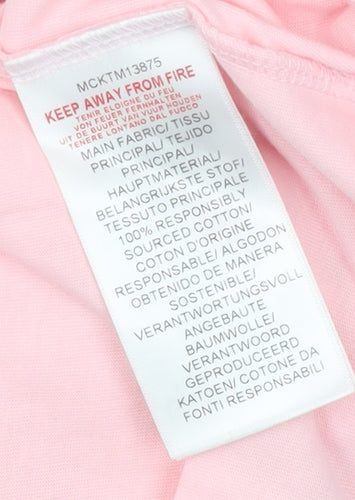 MCKTM13875
KEEP AWAY FROM FIRE
TENIR ELOIGNE DU FEU
VON FEUER FERNHALTEN
UIT DE BUURT VAN VUUR HOUDEN
TENERE LONTANO DAL FUOCO
MAIN FABRIC/ TISSU
PRINCIPAL/ TEJIDO
PRINCIPAL/
HAUPTMATERIAL/
BELANGRIJKSTE STOF/
TESSUTO PRINCIPALE
100% RESPONSIBLY
SOURCED COTTON/
COTON D'ORIGINE
RESPONSABLE/ ALGODON
OBTENIDO DE MANERA
SOSTENIBLE/
VERANTWORTUNGSVOLL
ANGEBAUTE
BAUMWOLLE/
VERANTWOORD
GEPRODUCEERD
KATOEN/ COTONE DA
FONTI RESPONSABILI